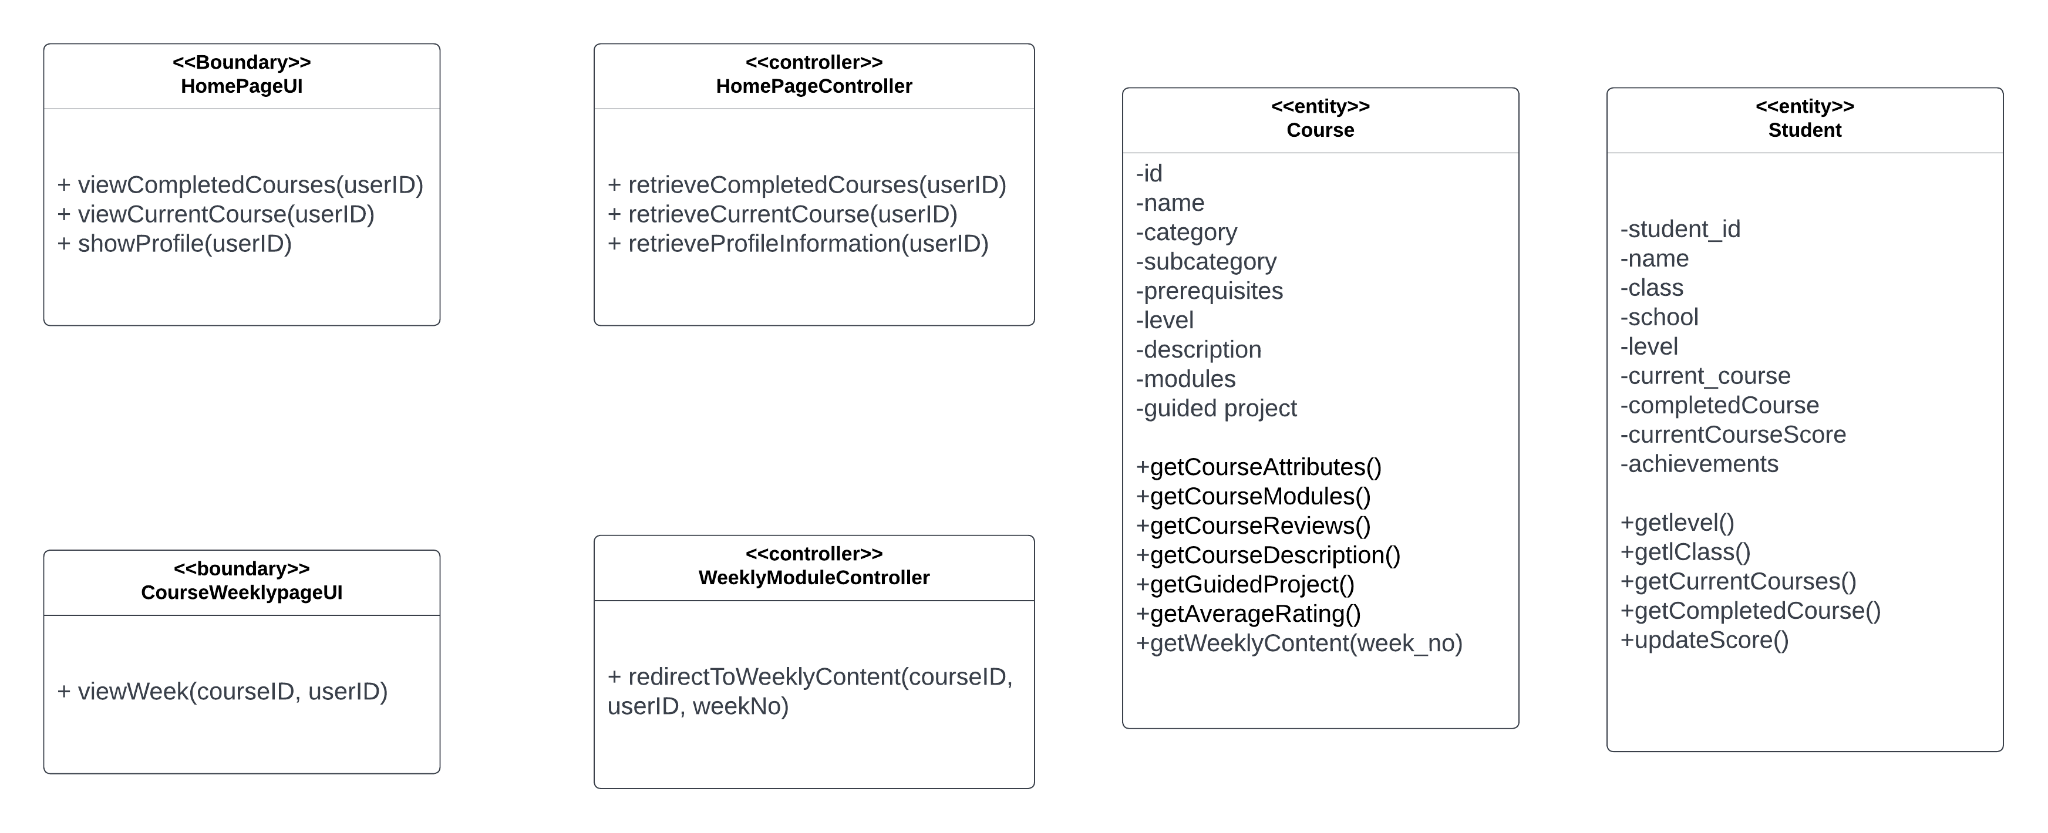 <<Boundary>>
HomePageUI
+ viewCompletedCourses(userID)
+ viewCurrentCourse(userID)
+ showProfile(userID)
<<controller>>
HomePageController
+ retrieveCompletedCourses(userID)
+ retrieveCurrentCourse(userID)
+ retrieveProfileInformation(userID)
<<boundary>>
CourseWeeklypageUI
+ viewWeek(courseID, userID)
<<controller>>
WeeklyModuleController
+ redirectToWeeklyContent(courseID,
userID, weekNo)
<<entity>>
Course
-id
-name
-category
-subcategory
-prerequisites
-level
-description
-modules
-guided project
+getCourseAttributes()
+getCourseModules()
+getCourseReviews()
+getCourseDescription()
+getGuidedProject()
+getAverageRating()
+getWeeklyContent(week_no)
<<entity>>
Student
-student_id
-name
-class
-school
-level
-current_course
-completedCourse
-currentCourseScore
-achievements
+getlevel()
+getlClass()
+getCurrentCourses()
+getCompletedCourse()
+updateScore()